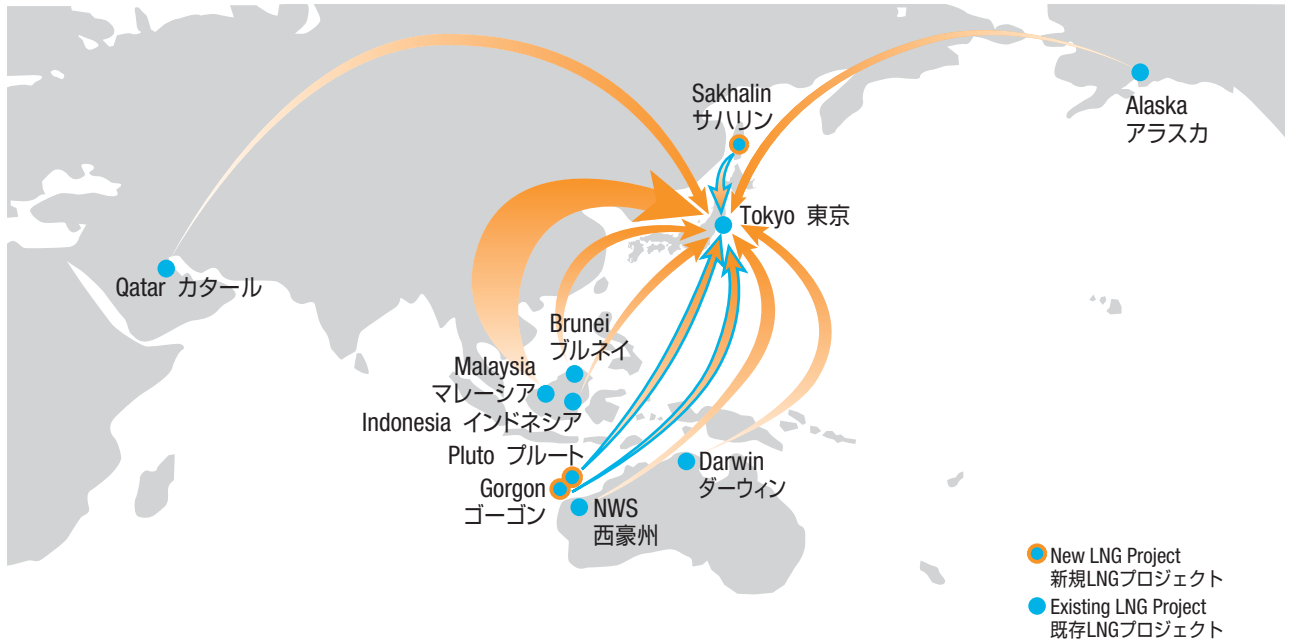 Sakhalin
サハリン
Alaska
アラスカ
Tokyo 東京
Qatar カタール
Brunei
ブルネイ
Malaysia
マレーシア
Indonesia インドネシア
Pluto プルート
Gorgon
ゴーゴン
Darwin
ダーウィン
NWS
西豪州
New LNG Project
新規LNGプロジェクト
Existing LNG Project
既存LNGプロジェクト